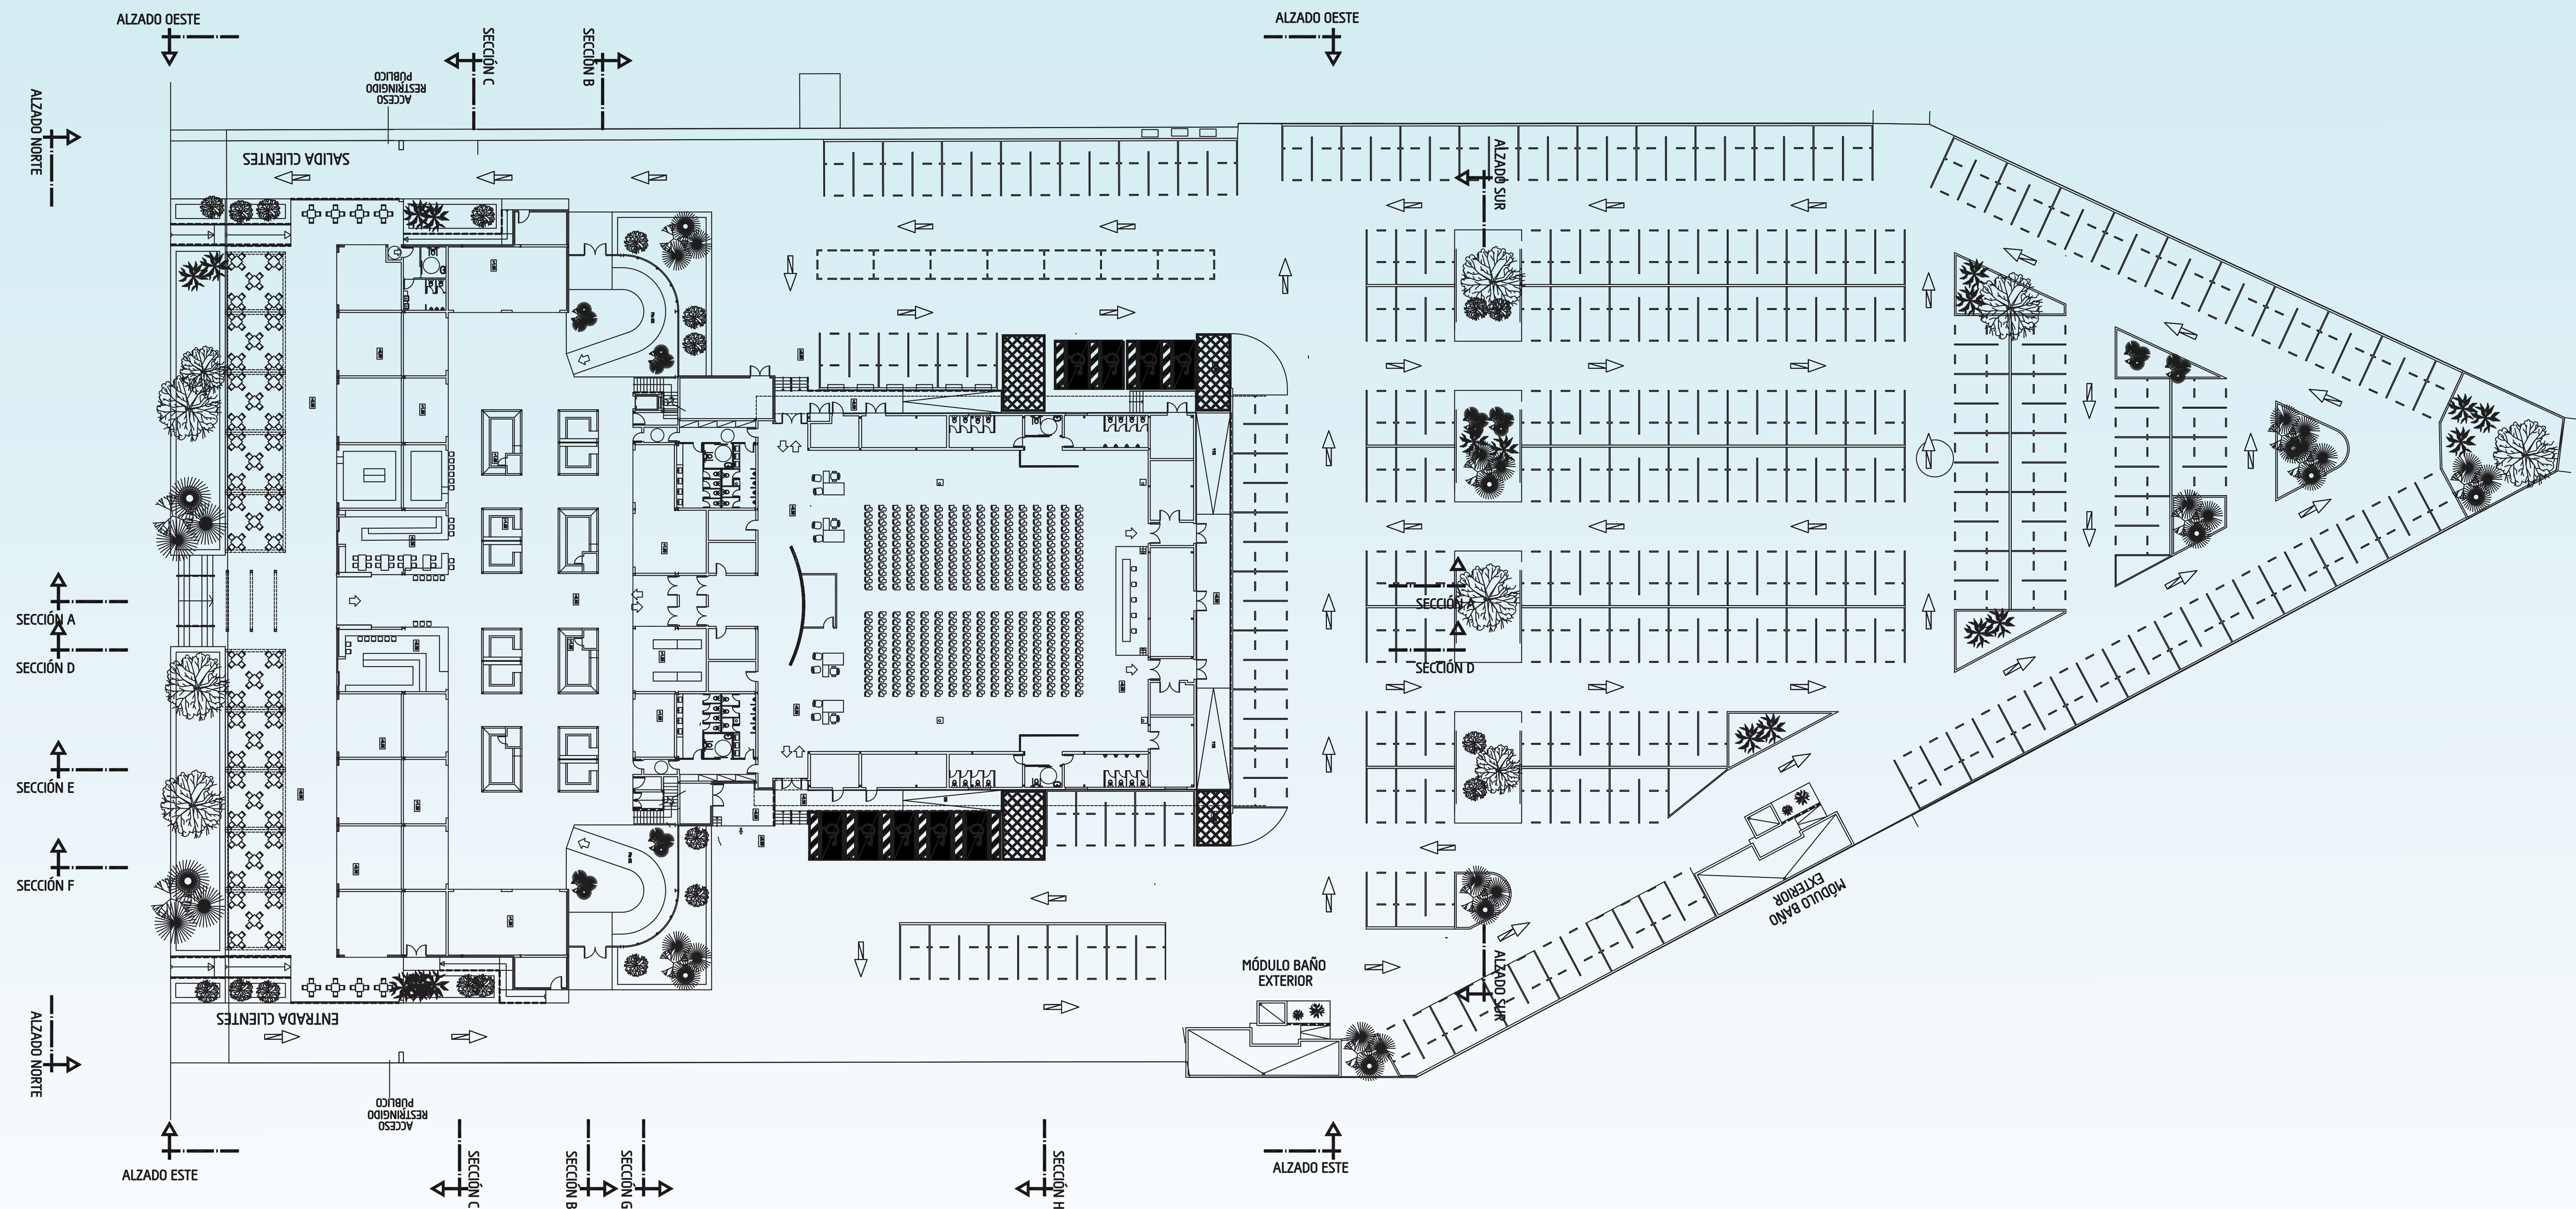 ALZADO OESTE
ALZADO OESTE
SECCIÓN C
SECCIÓN B
ACCESO
RESTRINGIDO
PÚBLICO
ALZADO NORTE
SALIDA CLIENTES
ALZADO SUR
SECCIÓN A
SECCIÓN D
SECCIÓN A
SECCIÓN D
SECCIÓN E
SECCIÓN F
MÓDULO BAÑO
EXTERIOR
MÓDULO BAÑO
EXTERIOR
ALZADO SUR
ENTRADA CLIENTES
ALZADO NORTE
ACCESO
RESTRINGIDO
PÚBLICO
ALZADO ESTE
SECCIÓN C
SECCIÓN B
SECCIÓN G
SECCIÓN H
ALZADO ESTE